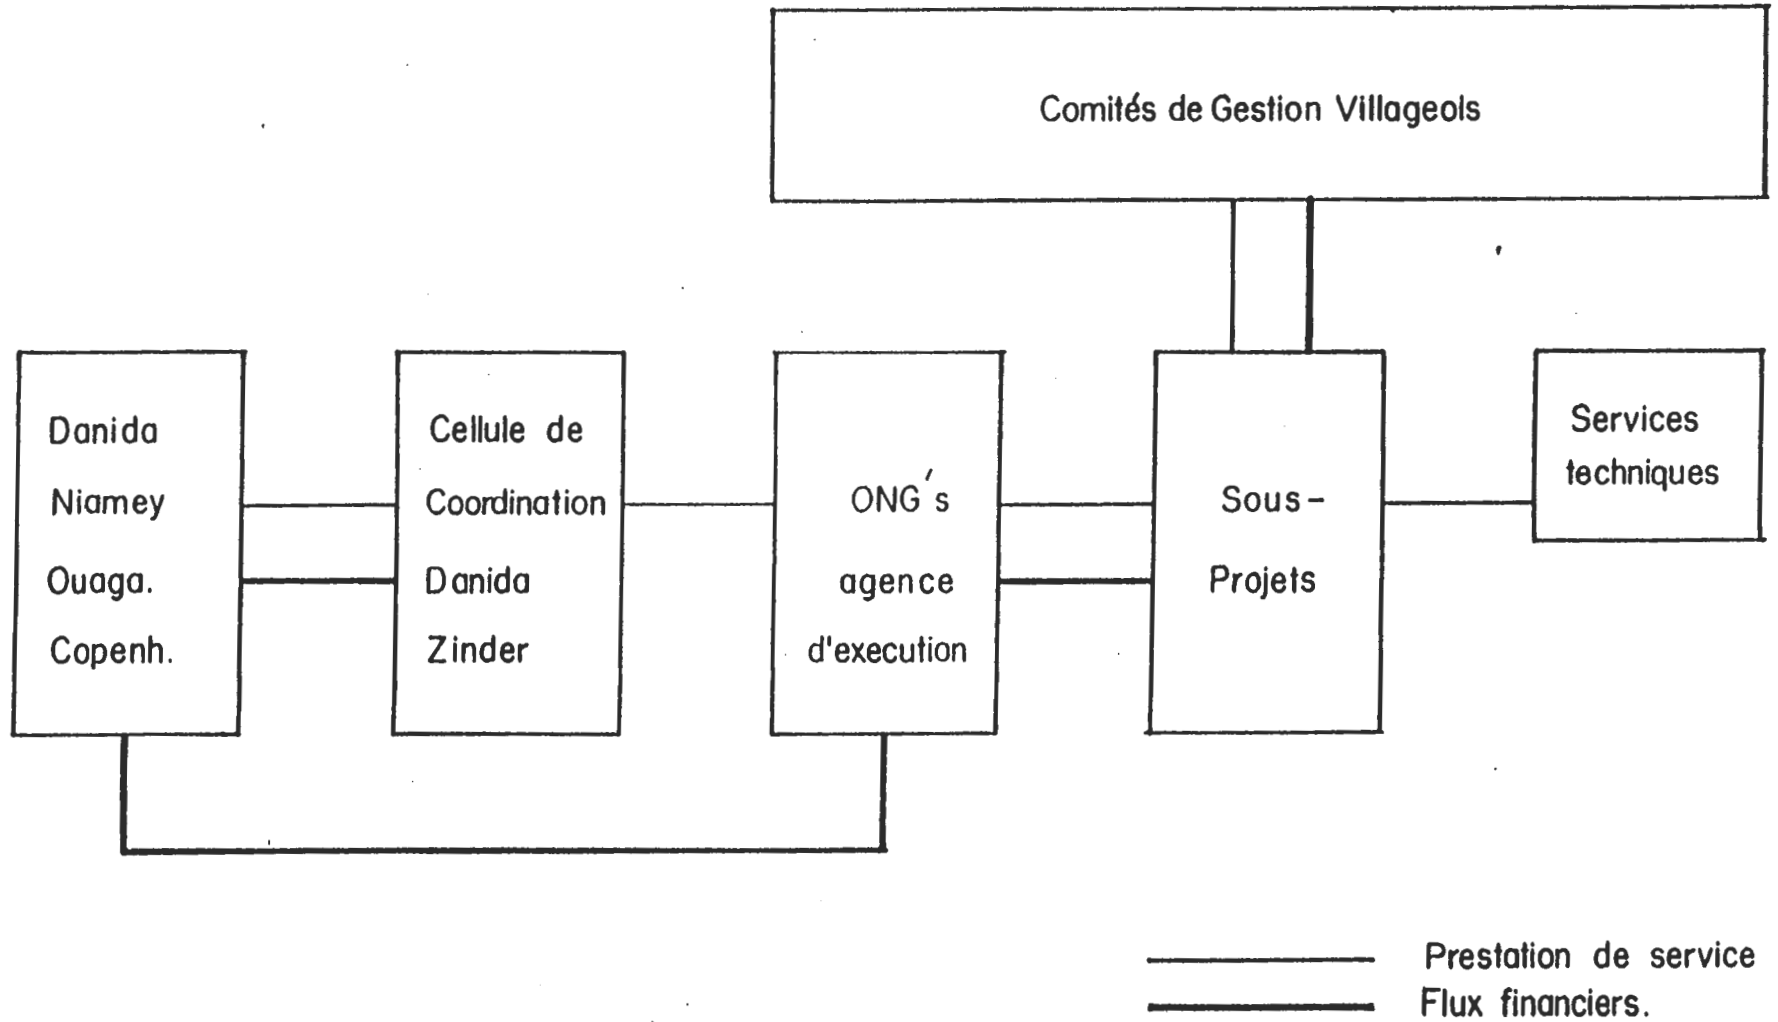 Comités de Gestion Villageois
Danida
Niamey
Ouaga.
Copenh.
Cellule de
Coordination
Danida
Zinder
ONG's
agence
d'execution
Sous-
Projets
Services
techniques
Prestation de service
Flux financiers.